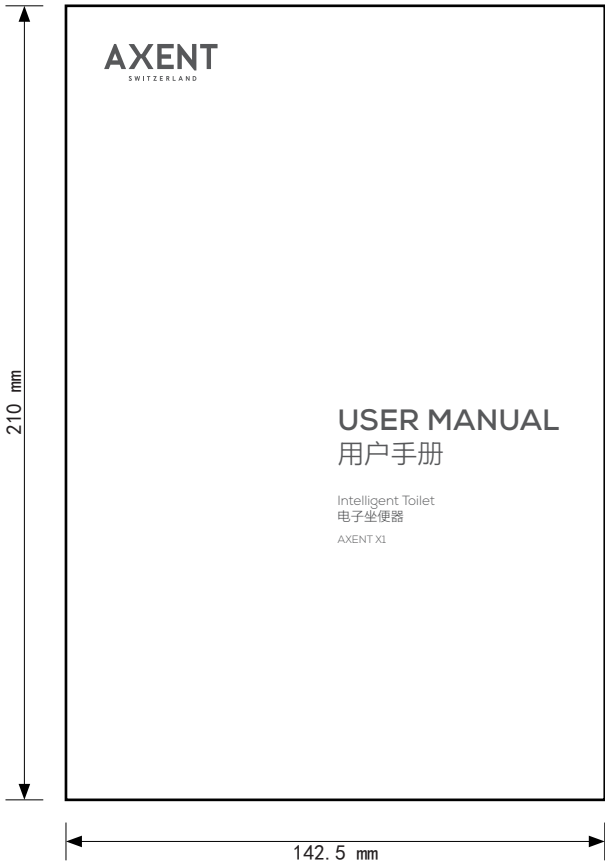 AXENT
SWITZERLAND
210 mm
USER MANUAL
用户手册
Intelligent Toilet
电子坐便器
AXENT X1
142.5 mm